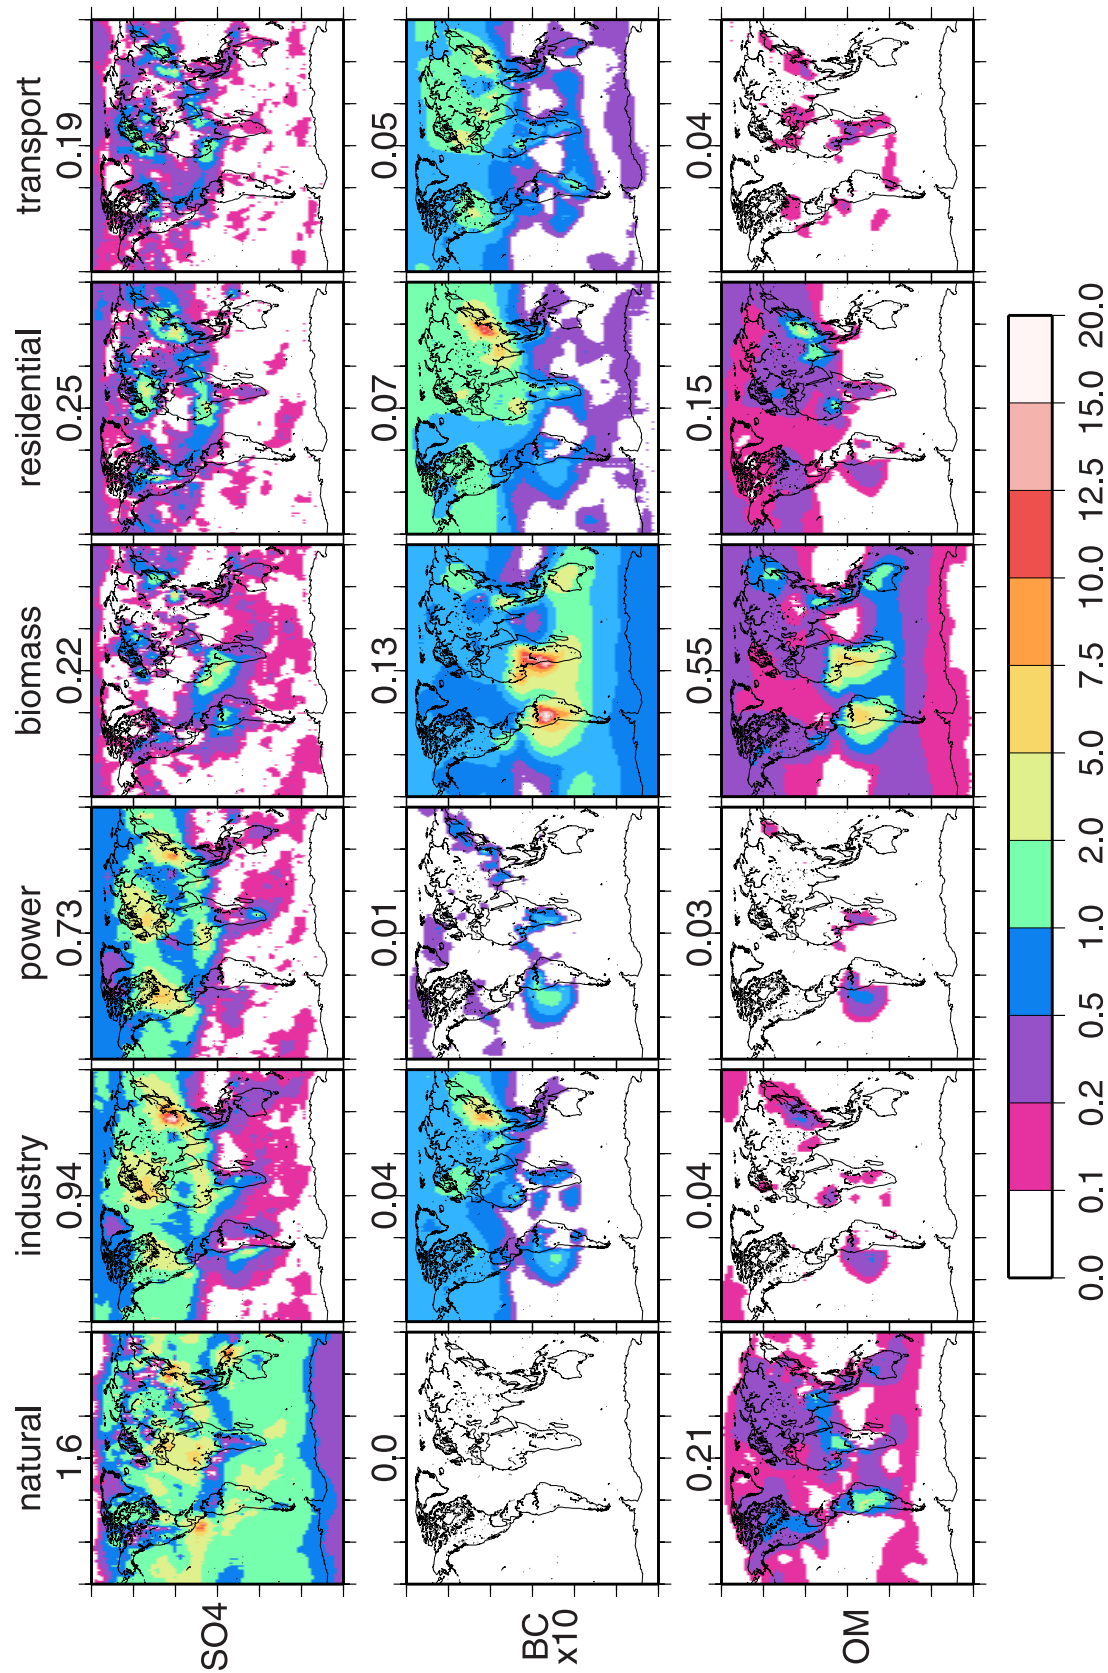 natural industry power biomass residential transport
1.6 0.94 0.73 0.22 0.25 0.19
SO4
0.0 0.04 0.01 0.13 0.07 0.05
BC
x10
0.21 0.04 0.03 0.55 0.15 0.04
OM
0.0 0.1 0.2 0.5 1.0 2.0 5.0 7.5 10.0 12.5 15.0 20.0